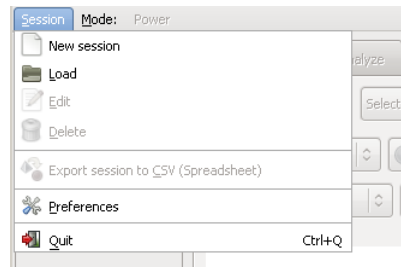 Session Mode: Power
New session
Load
Edit
Delete
Export session to CSV (Spreadsheet)
Preferences
Quit Ctrl+Q
alyze
Select